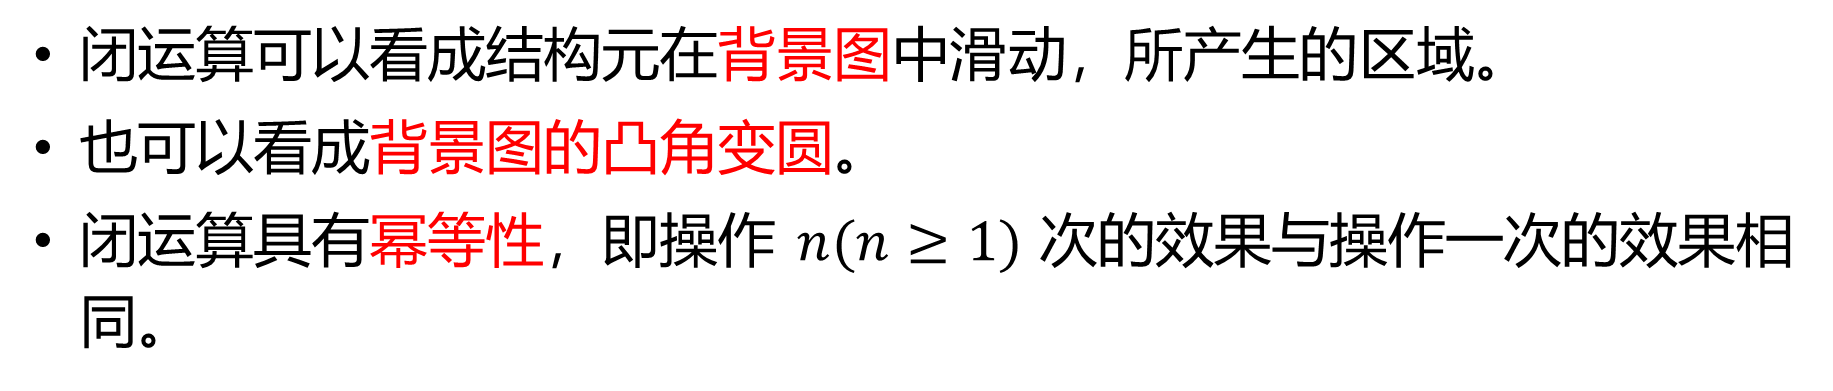 • 闭运算可以看成结构元在背景图中滑动，所产生的区域。
• 也可以看成背景图的凸角变圆。
• 闭运算具有幂等性，即操作 n(n ≥ 1) 次的效果与操作一次的效果相
同。